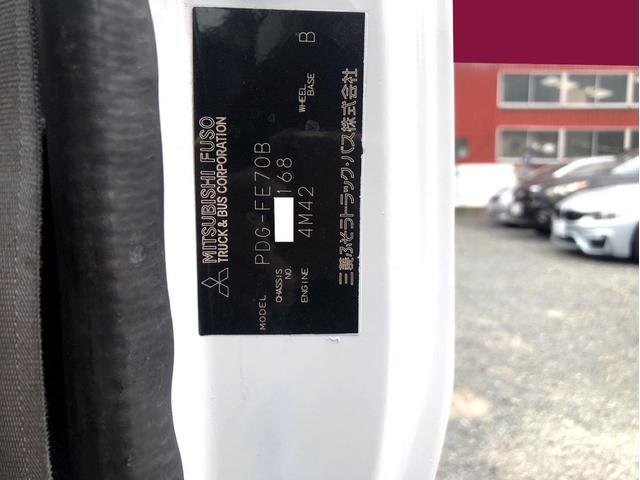 MITSUBISHI FUSO
TRUCK & BUS CORPORATION
MODEL PDG-FE70B
CHASSIS NO. 168
ENGINE 4M42
WHEEL BASE B
三菱ふそうトラック・バス株式会社